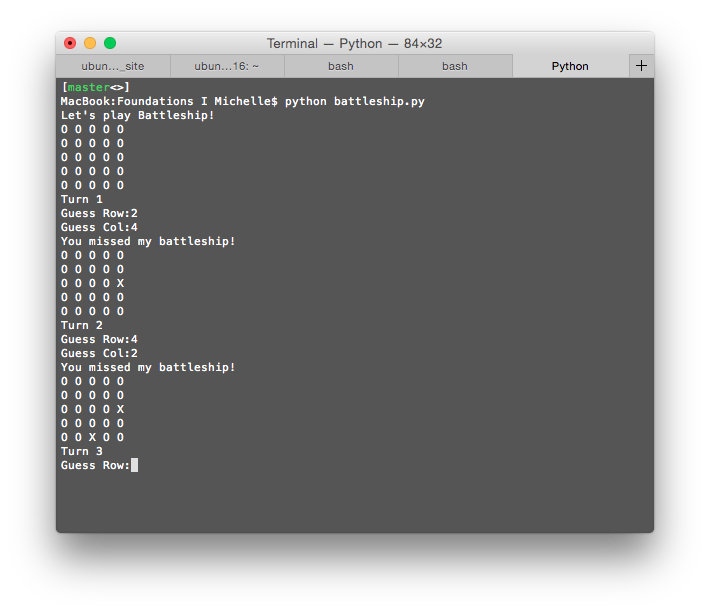 Terminal — Python — 84×32
ubun…_site ubun…16: ~ bash bash Python +
[master<>]
MacBook:Foundations I Michelle$ python battleship.py
Let's play Battleship!
O O O O O
O O O O O
O O O O O
O O O O O
O O O O O
Turn 1
Guess Row:2
Guess Col:4
You missed my battleship!
O O O O O
O O O O O
O O O O X
O O O O O
O O O O O
Turn 2
Guess Row:4
Guess Col:2
You missed my battleship!
O O O O O
O O O O O
O O O O X
O O O O O
O O X O O
Turn 3
Guess Row: